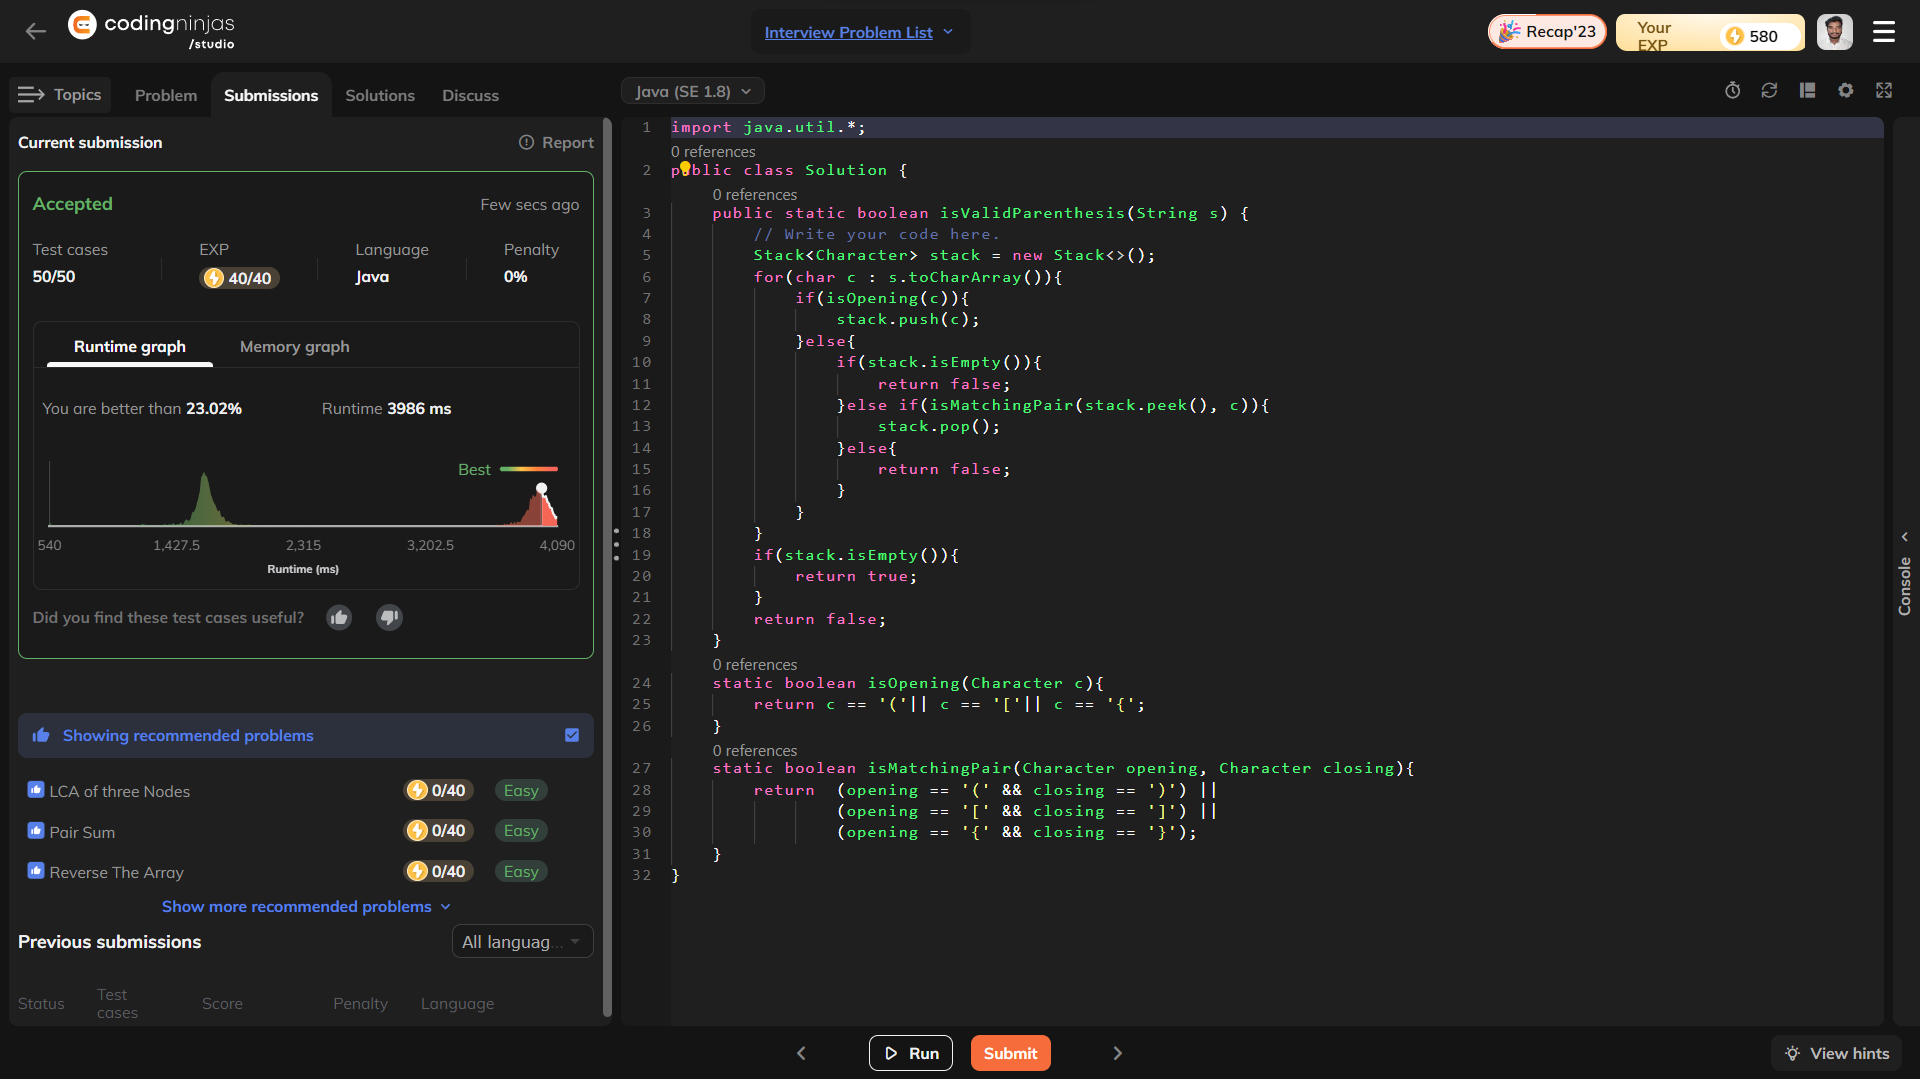 codingninjas
/studio
Interview Problem List
Recap'23
Your EXP
580
Topics
Problem
Submissions
Solutions
Discuss
Java (SE 1.8)
Current submission
Report
Accepted
Few secs ago
Test cases
EXP
Language
Penalty
50/50
40/40
Java
0%
Runtime graph
Memory graph
You are better than 23.02%
Runtime 3986 ms
Best
540
1,427.5
2,315
3,202.5
4,090
Runtime (ms)
Did you find these test cases useful?
Showing recommended problems
LCA of three Nodes
0/40
Easy
Pair Sum
0/40
Easy
Reverse The Array
0/40
Easy
Show more recommended problems
Previous submissions
All languag...
Status
Test cases
Score
Penalty
Language
1 import java.util.*;
0 references
2 public class Solution {
0 references
3     public static boolean isValidParenthesis(String s) {
4         // Write your code here.
5         Stack<Character> stack = new Stack<>();
6         for(char c : s.toCharArray()){
7             if(isOpening(c)){
8                 stack.push(c);
9             }else{
10                 if(stack.isEmpty()){
11                     return false;
12                 }else if(isMatchingPair(stack.peek(), c)){
13                     stack.pop();
14                 }else{
15                     return false;
16                 }
17             }
18         }
19         if(stack.isEmpty()){
20             return true;
21         }
22         return false;
23     }
0 references
24     static boolean isOpening(Character c){
25         return c == '('|| c == '['|| c == '{';
26     }
0 references
27     static boolean isMatchingPair(Character opening, Character closing){
28         return  (opening == '(' && closing == ')') ||
29                 (opening == '[' && closing == ']') ||
30                 (opening == '{' && closing == '}');
31     }
32 }
Console
Run
Submit
View hints